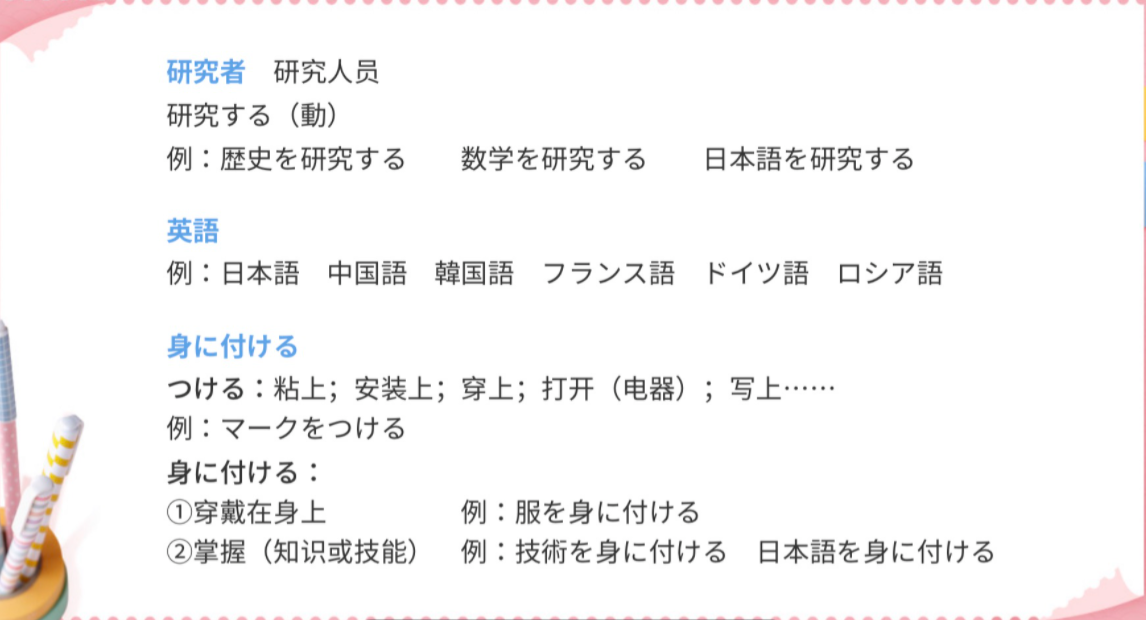 研究者　研究人员
研究する（動）
例：歴史を研究する　　数学を研究する　　日本語を研究する
英語
例：日本語　中国語　韓国語　フランス語　ドイツ語　ロシア語
身に付ける
つける：粘上；安装上；穿上；打开（电器）；写上……
例：マークをつける
身に付ける：
①穿戴在身上　　　　　例：服を身に付ける
②掌握（知识或技能）　例：技術を身に付ける　日本語を身に付ける